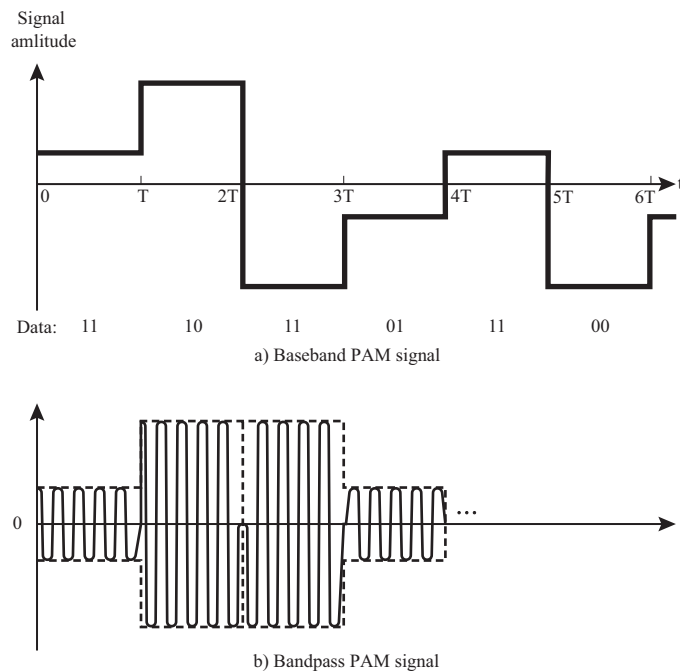 Signal
amlitude
0 T 2T 3T 4T 5T 6T t
Data: 11 10 11 01 11 00
a) Baseband PAM signal
0
...
b) Bandpass PAM signal